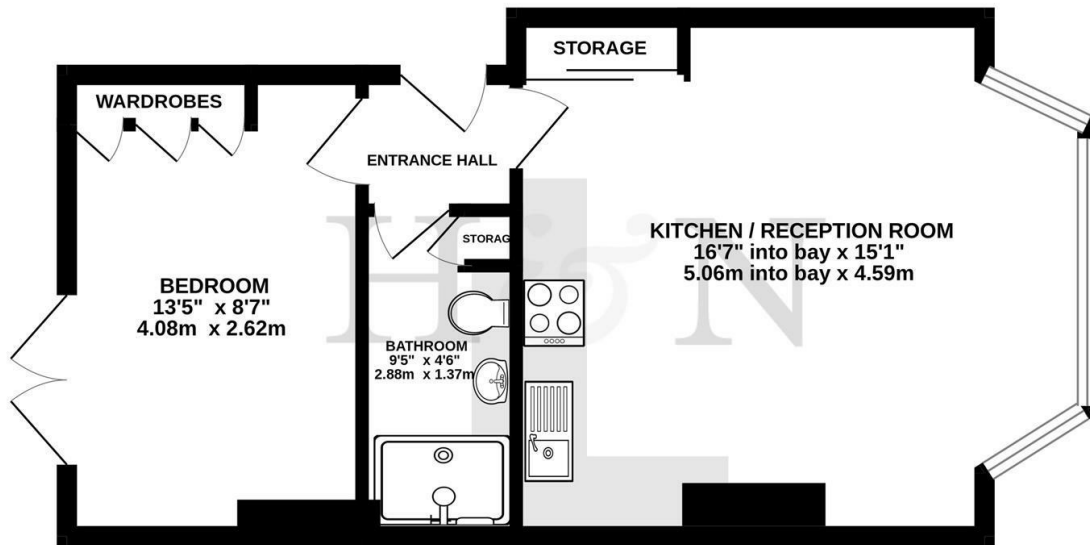 STORAGE
WARDROBES
ENTRANCE HALL
STORAG
KITCHEN / RECEPTION ROOM
16'7" into bay x 15'1"
5.06m into bay x 4.59m
BEDROOM
13'5" x 8'7"
4.08m x 2.62m
BATHROOM
9'5" x 4'6"
2.88m x 1.37m
H&N